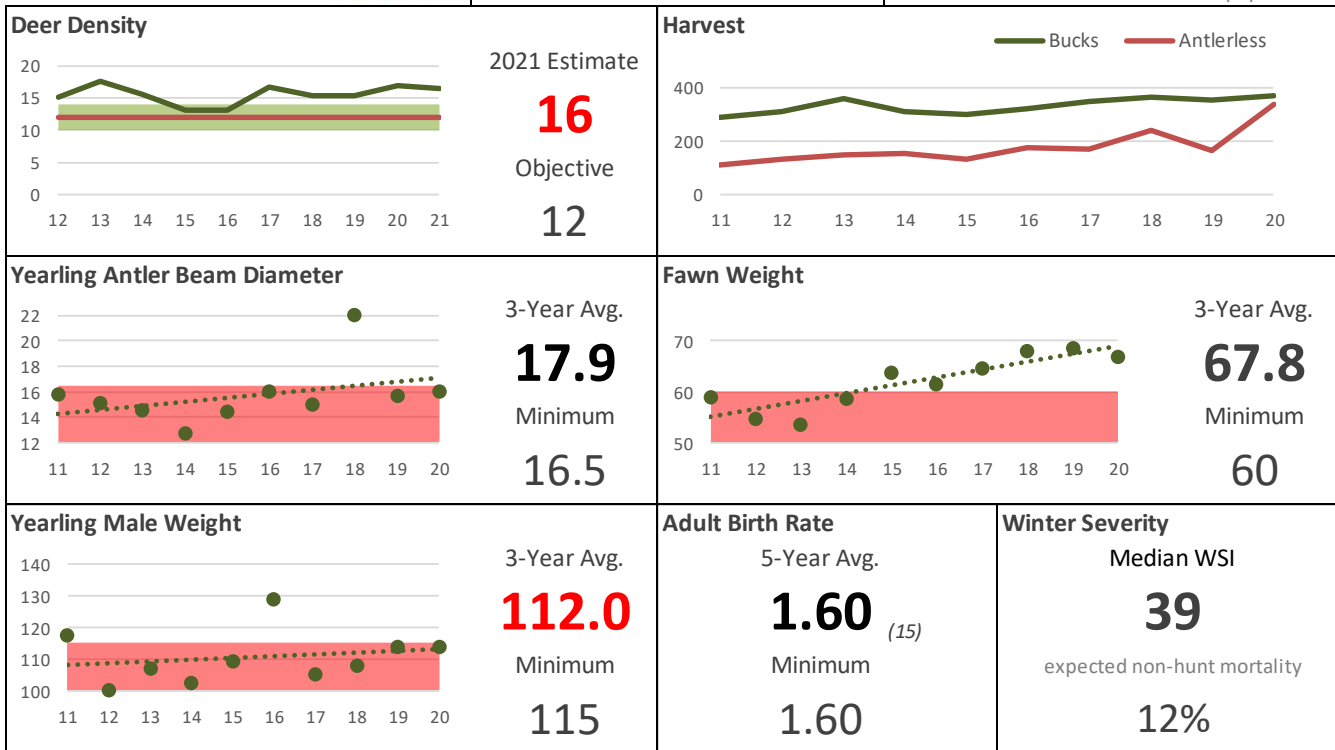 Deer Density
20
15
10
5
0
12 13 14 15 16 17 18 19 20 21
2021 Estimate
16
Objective
12
Harvest
Bucks Antlerless
400
200
0
11 12 13 14 15 16 17 18 19 20
Yearling Antler Beam Diameter
22
20
18
16
14
12
11 12 13 14 15 16 17 18 19 20
3-Year Avg.
17.9
Minimum
16.5
Fawn Weight
70
60
50
11 12 13 14 15 16 17 18 19 20
3-Year Avg.
67.8
Minimum
60
Yearling Male Weight
140
130
120
110
100
11 12 13 14 15 16 17 18 19 20
3-Year Avg.
112.0
Minimum
115
Adult Birth Rate
5-Year Avg.
1.60 (15)
Minimum
1.60
Winter Severity
Median WSI
39
expected non-hunt mortality
12%